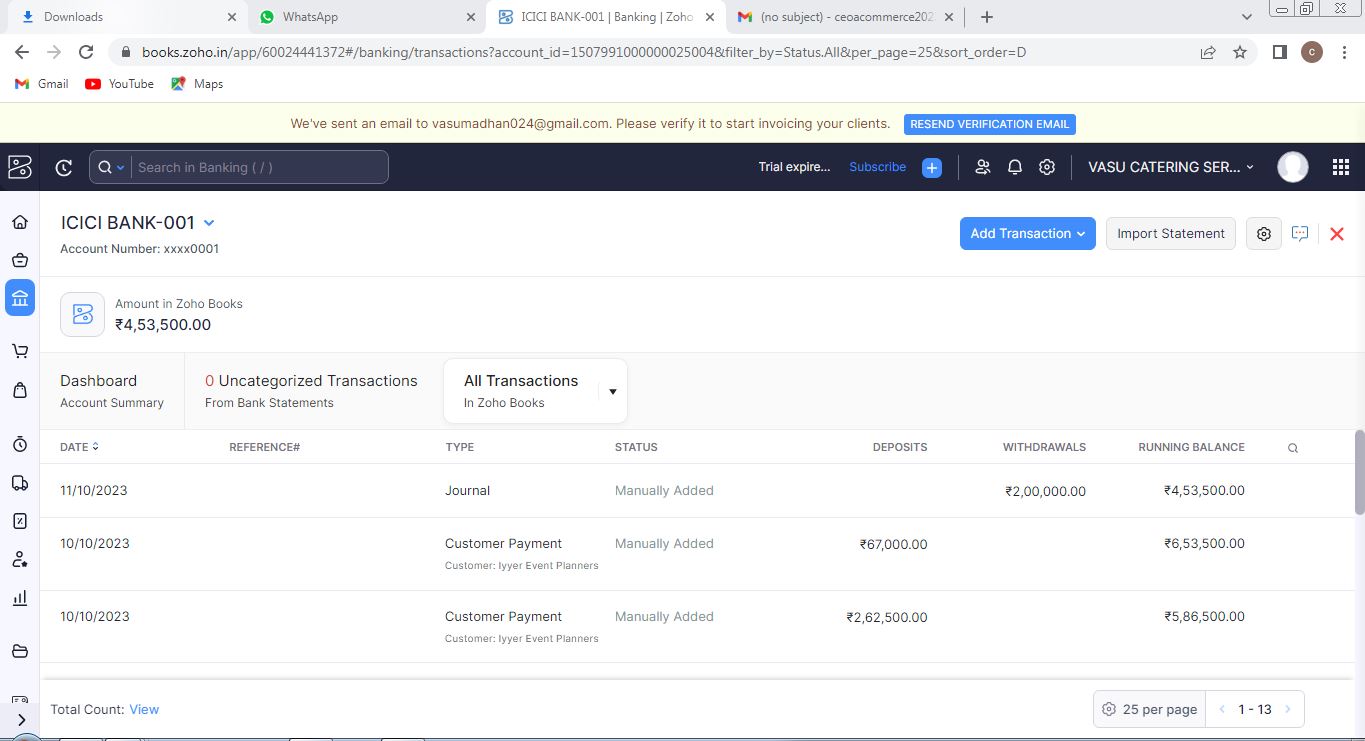 Downloads
WhatsApp
ICICI BANK-001 | Banking | Zoho
(no subject) - ceoacommerce202
books.zoho.in/app/60024441372#/banking/transactions?account_id=1507991000000025004&filter_by=Status.All&per_page=25&sort_order=D
C
Gmail
YouTube
Maps
We've sent an email to vasumadhan024@gmail.com. Please verify it to start invoicing your clients.
RESEND VERIFICATION EMAIL
Search in Banking ( / )
Trial expire...
Subscribe
VASU CATERING SER...
ICICI BANK-001
Account Number: xxxx0001
Add Transaction
Import Statement
Amount in Zoho Books
₹4,53,500.00
Dashboard
Account Summary
0 Uncategorized Transactions
From Bank Statements
All Transactions
In Zoho Books
DATE REFERENCE# TYPE STATUS DEPOSITS WITHDRAWALS RUNNING BALANCE
11/10/2023 Journal Manually Added ₹2,00,000.00 ₹4,53,500.00
10/10/2023 Customer Payment Manually Added ₹67,000.00 ₹6,53,500.00
Customer: Iyyer Event Planners
10/10/2023 Customer Payment Manually Added ₹2,62,500.00 ₹5,86,500.00
Customer: Iyyer Event Planners
Total Count: View
25 per page
1 - 13